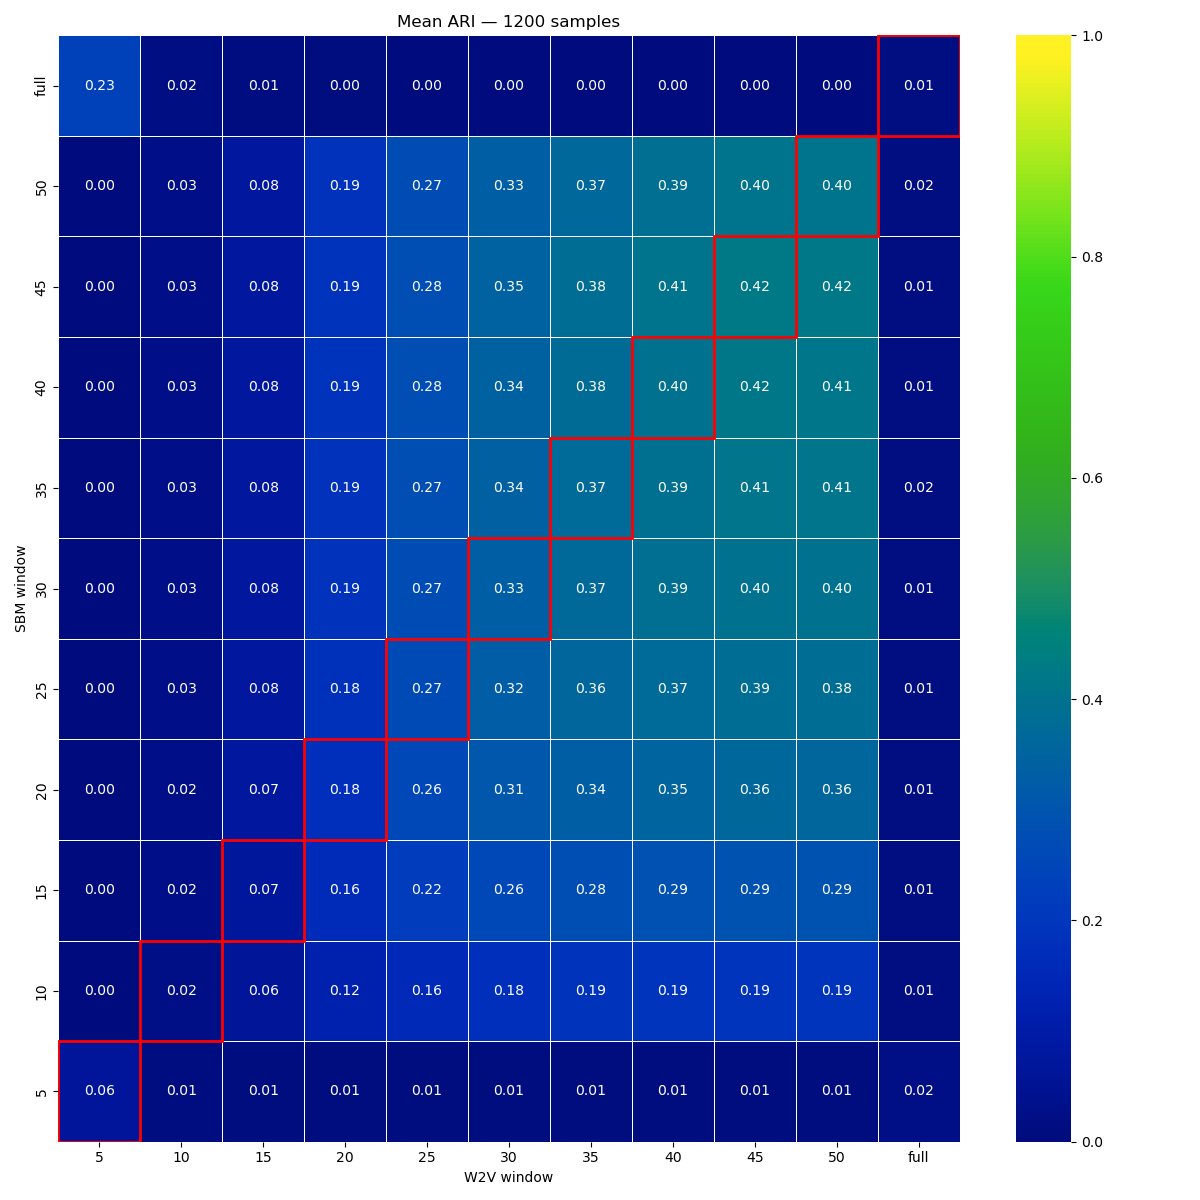 Mean ARI — 1200 samples
full 0.23 0.02 0.01 0.00 0.00 0.00 0.00 0.00 0.00 0.00 0.01
50 0.00 0.03 0.08 0.19 0.27 0.33 0.37 0.39 0.40 0.40 0.02
45 0.00 0.03 0.08 0.19 0.28 0.35 0.38 0.41 0.42 0.42 0.01
40 0.00 0.03 0.08 0.19 0.28 0.34 0.38 0.40 0.42 0.41 0.01
35 0.00 0.03 0.08 0.19 0.27 0.34 0.37 0.39 0.41 0.41 0.02
30 0.00 0.03 0.08 0.19 0.27 0.33 0.37 0.39 0.40 0.40 0.01
25 0.00 0.03 0.08 0.18 0.27 0.32 0.36 0.37 0.39 0.38 0.01
20 0.00 0.02 0.07 0.18 0.26 0.31 0.34 0.35 0.36 0.36 0.01
15 0.00 0.02 0.07 0.16 0.22 0.26 0.28 0.29 0.29 0.29 0.01
10 0.00 0.02 0.06 0.12 0.16 0.18 0.19 0.19 0.19 0.19 0.01
5 0.06 0.01 0.01 0.01 0.01 0.01 0.01 0.01 0.01 0.01 0.02
5 10 15 20 25 30 35 40 45 50 full
W2V window
SBM window
1.0
0.8
0.6
0.4
0.2
0.0